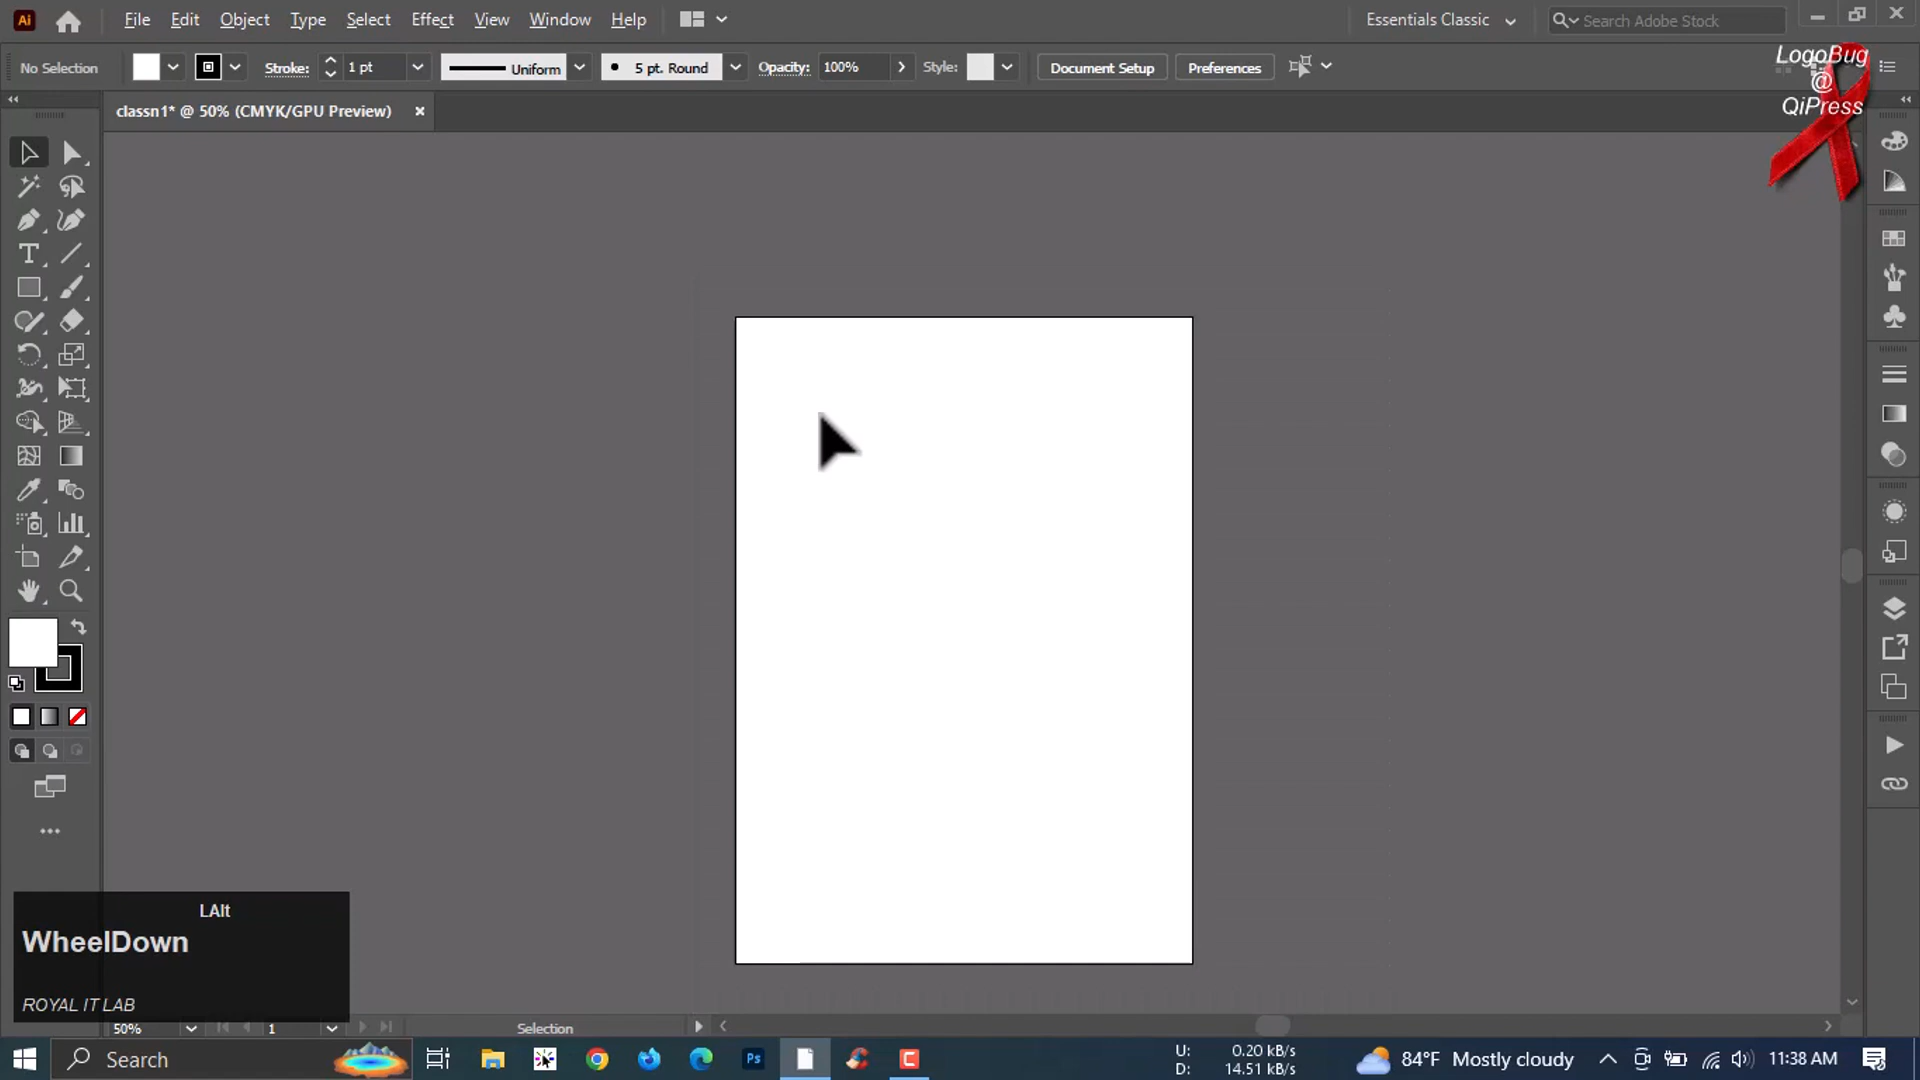 File Edit Object Type Select Effect View Window Help
Essentials Classic
Search Adobe Stock
No Selection
Stroke: 1 pt
Uniform
5 pt. Round
Opacity: 100%
Style:
Document Setup
Preferences
LogoBug
@
QiPress
classn1* @ 50% (CMYK/GPU Preview)
LAlt
WheelDown
ROYAL IT LAB
50%
1
Selection
Search
Ps
U: 0.20 kB/s
D: 14.51 kB/s
84°F Mostly cloudy
11:38 AM